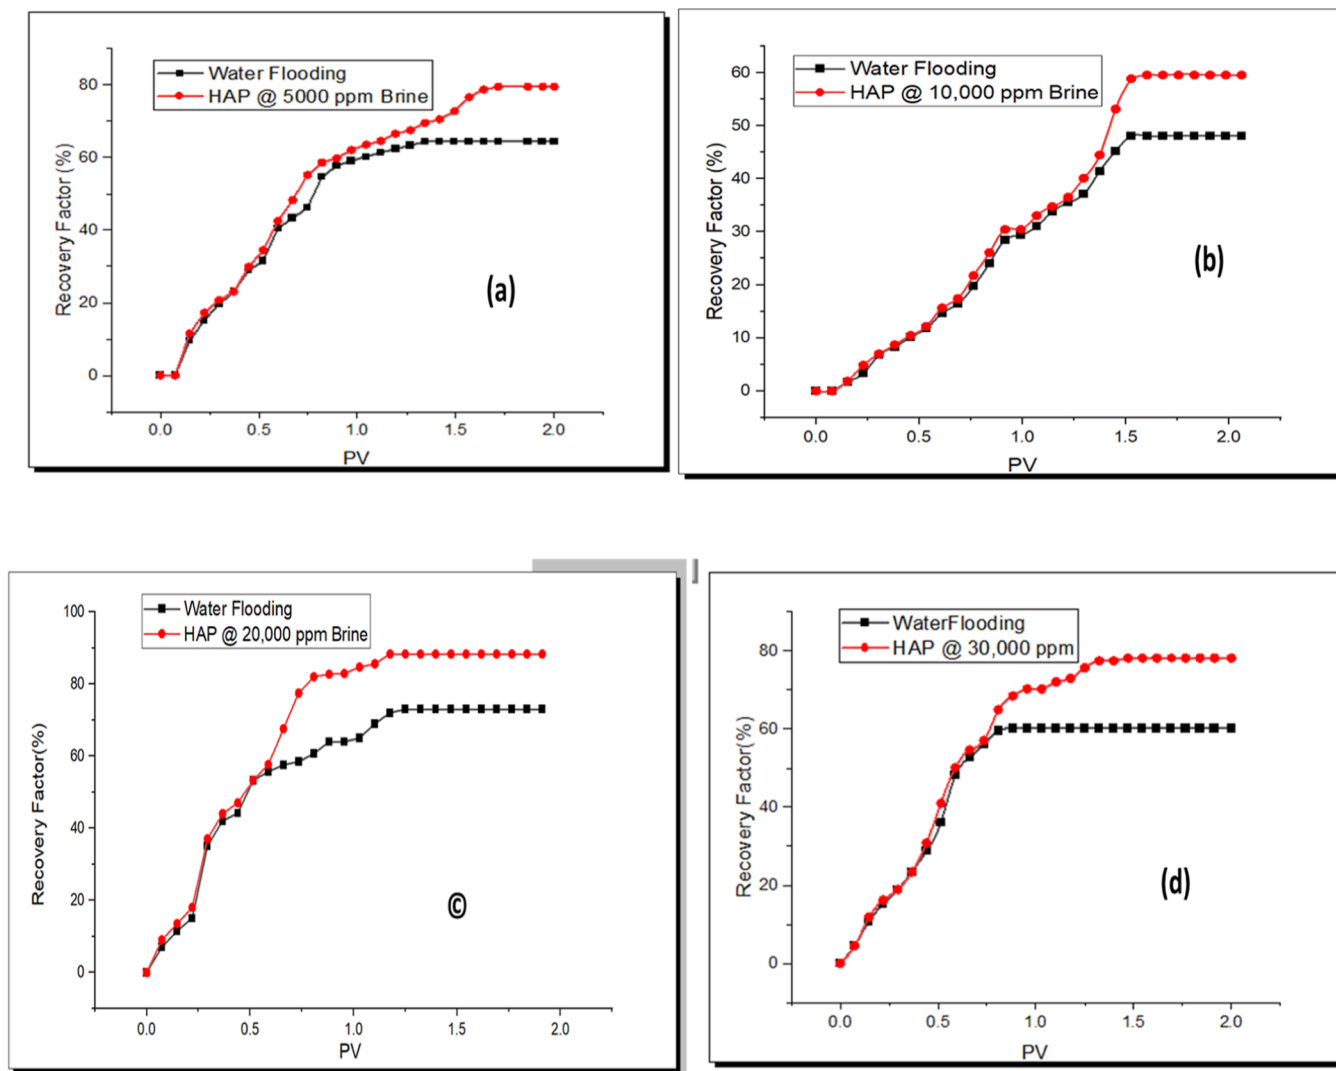 Water Flooding
HAP @ 5000 ppm Brine
Recovery Factor (%)
80
60
40
20
0
(a)
0.0 0.5 1.0 1.5 2.0
PV
Water Flooding
HAP @ 10,000 ppm Brine
Recovery Factor (%)
60
50
40
30
20
10
0
(b)
0.0 0.5 1.0 1.5 2.0
PV
Water Flooding
HAP @ 20,000 ppm Brine
Recovery Factor(%)
100
80
60
40
20
0
©
0.0 0.5 1.0 1.5 2.0
PV
WaterFlooding
HAP @ 30,000 ppm
Recovery Factor(%)
80
60
40
20
0
(d)
0.0 0.5 1.0 1.5 2.0
PV